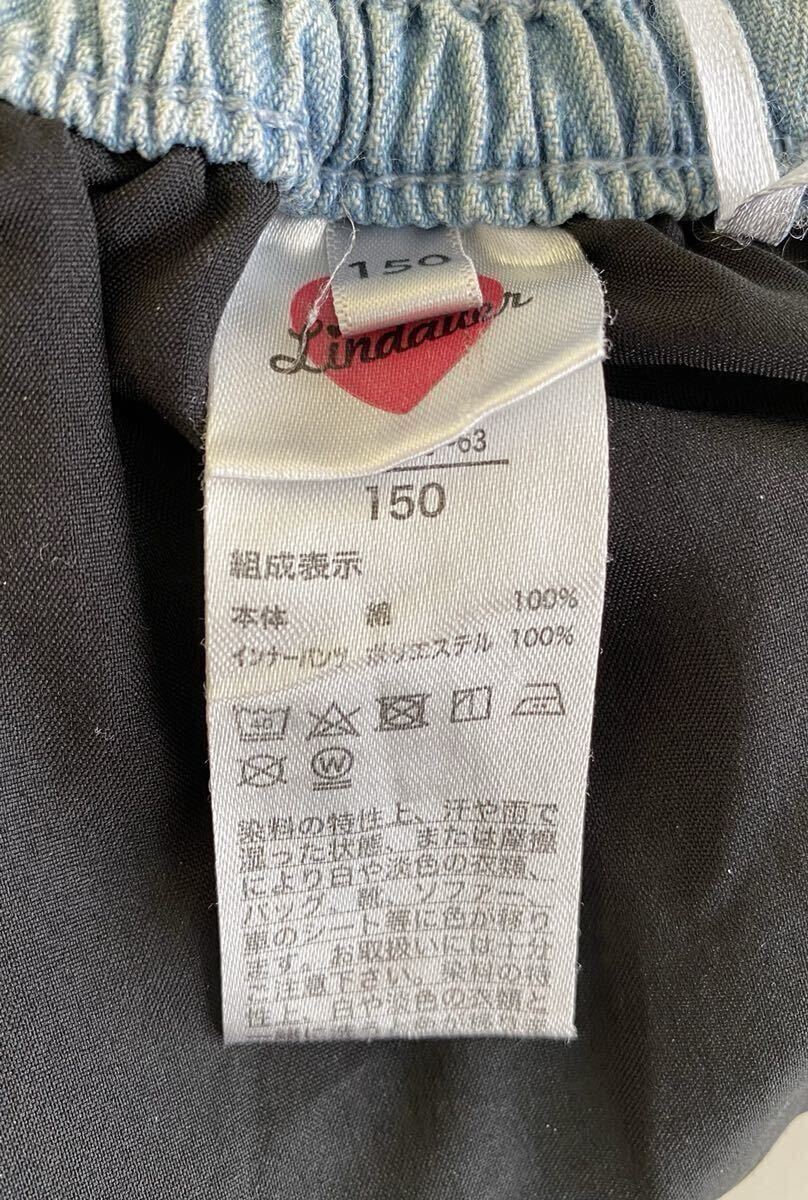 150
Lindauer
~63
150
組成表示
本体 綿 100%
インナーパンツ ポリエステル 100%
W
染料の特性上、汗や雨で
湿った状態、または摩擦
により白や淡色の衣類、
バッグ、靴、ソファー、
車のシート等に色が移り
ます。お取扱いには十分
ご注意下さい。染料の特
性上、白や淡色の衣類と